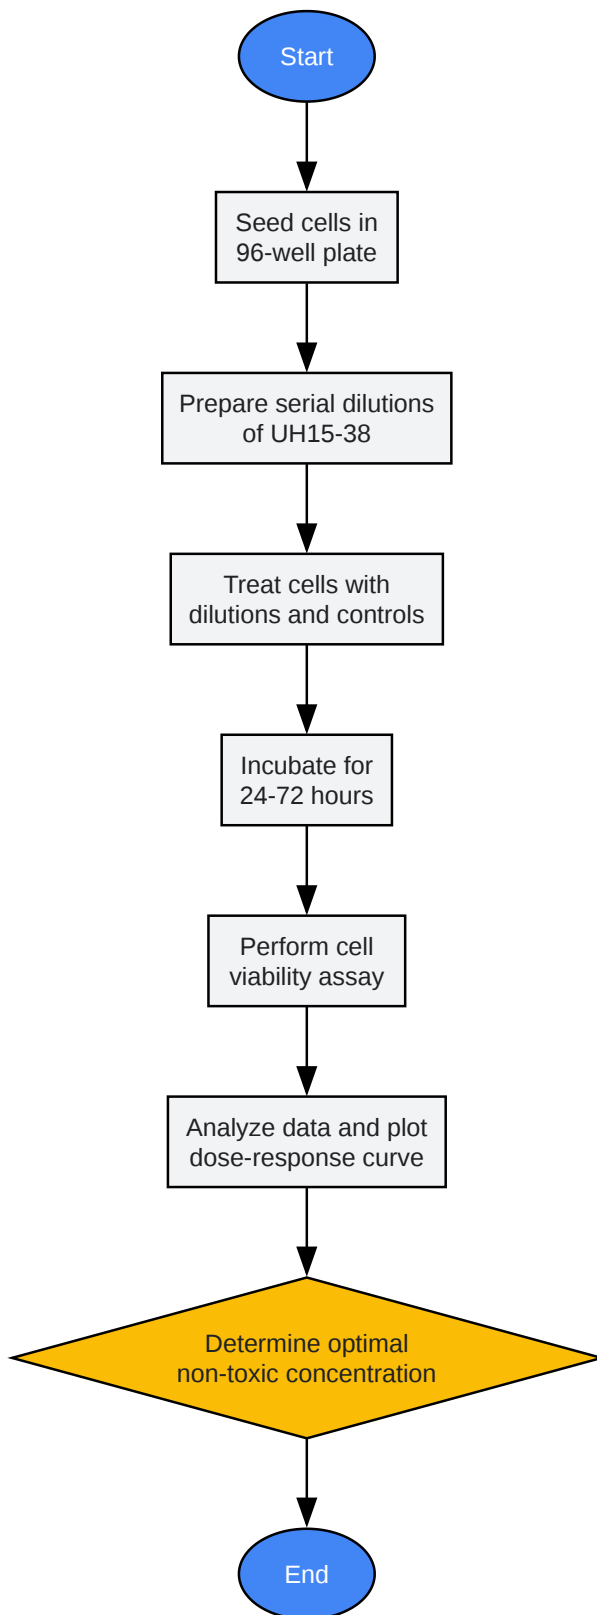 Start
Seed cells in
96-well plate
Prepare serial dilutions
of UH15-38
Treat cells with
dilutions and controls
Incubate for
24-72 hours
Perform cell
viability assay
Analyze data and plot
dose-response curve
Determine optimal
non-toxic concentration
End